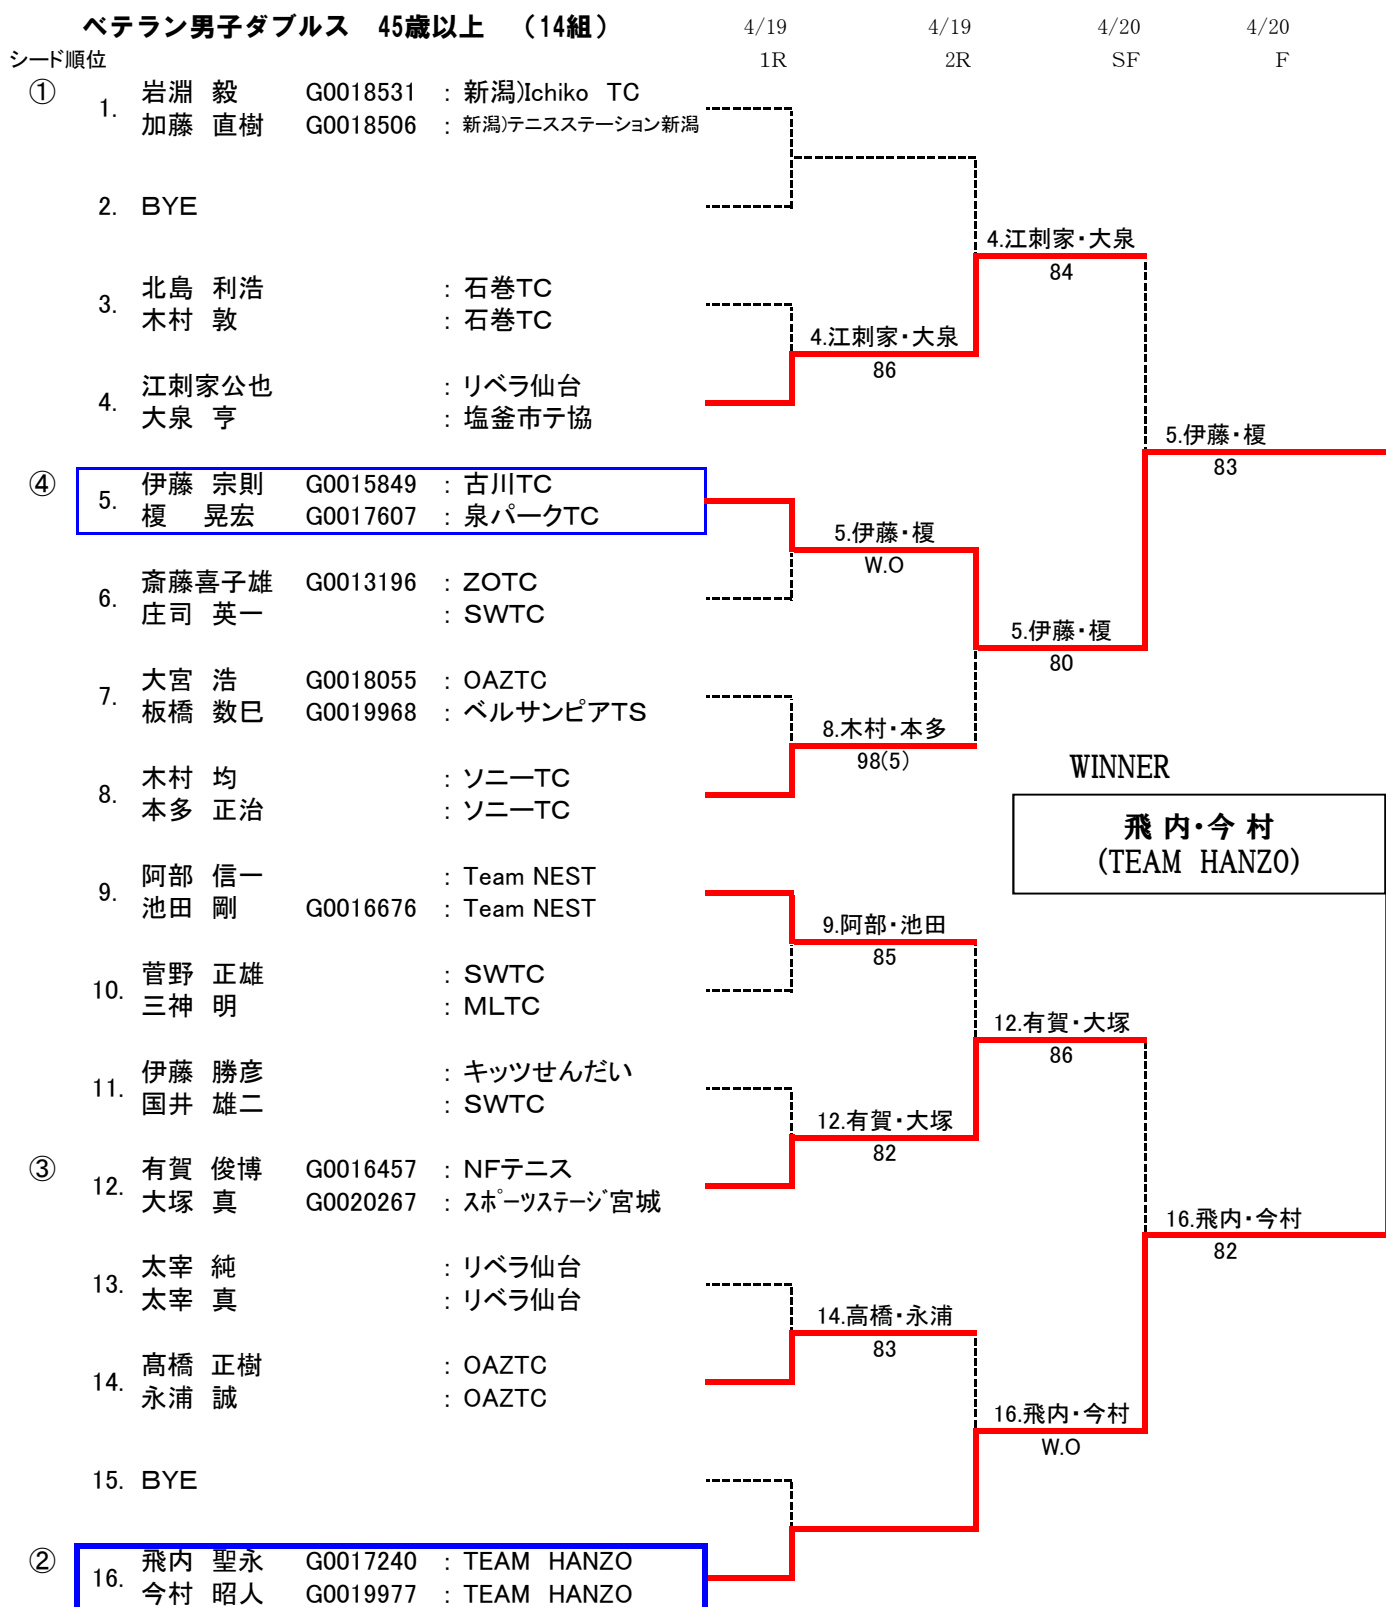 ベテラン男子ダブルス　45歳以上　（14組） 4/19 4/19 4/20 4/20
シード順位 1R 2R SF F
① 1. 岩淵　毅 G0018531 : 新潟)Ichiko　TC
加藤　直樹 G0018506 : 新潟)テニスステーション新潟
2. BYE
4.江刺家・大泉
84
3. 北島　利浩 : 石巻TC
木村　敦 : 石巻TC
4.江刺家・大泉
86
4. 江刺家公也 : リベラ仙台
大泉　亨 : 塩釜市テ協
5.伊藤・榎
83
④ 5. 伊藤　宗則 G0015849 : 古川TC
榎　晃宏 G0017607 : 泉パークTC
5.伊藤・榎
W.O
6. 斎藤喜子雄 G0013196 : ZOTC
庄司　英一 : SWTC
5.伊藤・榎
80
7. 大宮　浩 G0018055 : OAZTC
板橋　数巳 G0019968 : ベルサンピアTS
8.木村・本多
98(5)
WINNER
8. 木村　均 : ソニーTC
本多　正治 : ソニーTC
飛内・今村
(TEAM HANZO)
9. 阿部　信一 : Team NEST
池田　剛 G0016676 : Team NEST
9.阿部・池田
85
10. 菅野　正雄 : SWTC
三神　明 : MLTC
12.有賀・大塚
86
11. 伊藤　勝彦 : キッツせんだい
国井　雄二 : SWTC
12.有賀・大塚
82
③ 12. 有賀　俊博 G0016457 : NFテニス
大塚　真 G0020267 : ｽﾎﾟｰﾂｽﾃｰｼﾞ宮城
16.飛内・今村
82
13. 太宰　純 : リベラ仙台
太宰　真 : リベラ仙台
14.高橋・永浦
83
14. 髙橋　正樹 : OAZTC
永浦　誠 : OAZTC
16.飛内・今村
W.O
15. BYE
② 16. 飛内　聖永 G0017240 : TEAM　HANZO
今村　昭人 G0019977 : TEAM　HANZO